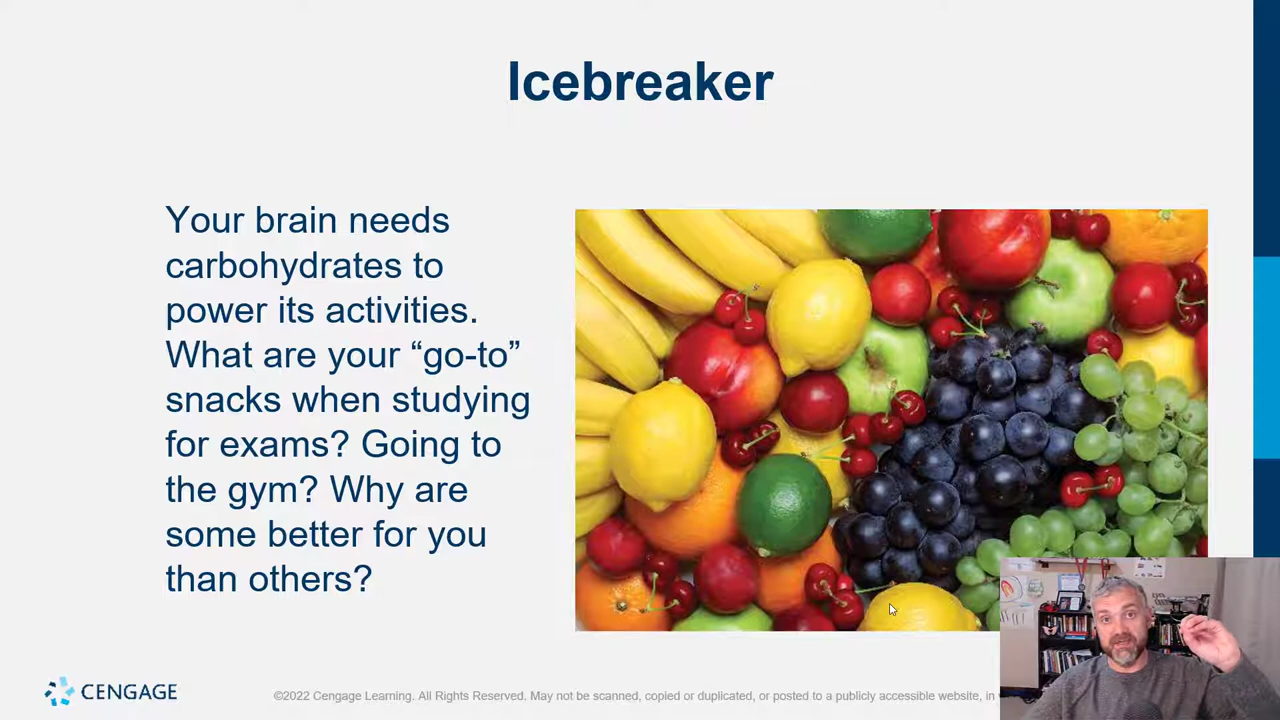 Icebreaker
Your brain needs
carbohydrates to
power its activities.
What are your “go-to”
snacks when studying
for exams? Going to
the gym? Why are
some better for you
than others?
CENGAGE
©2022 Cengage Learning. All Rights Reserved. May not be scanned, copied or duplicated, or posted to a publicly accessible website, in